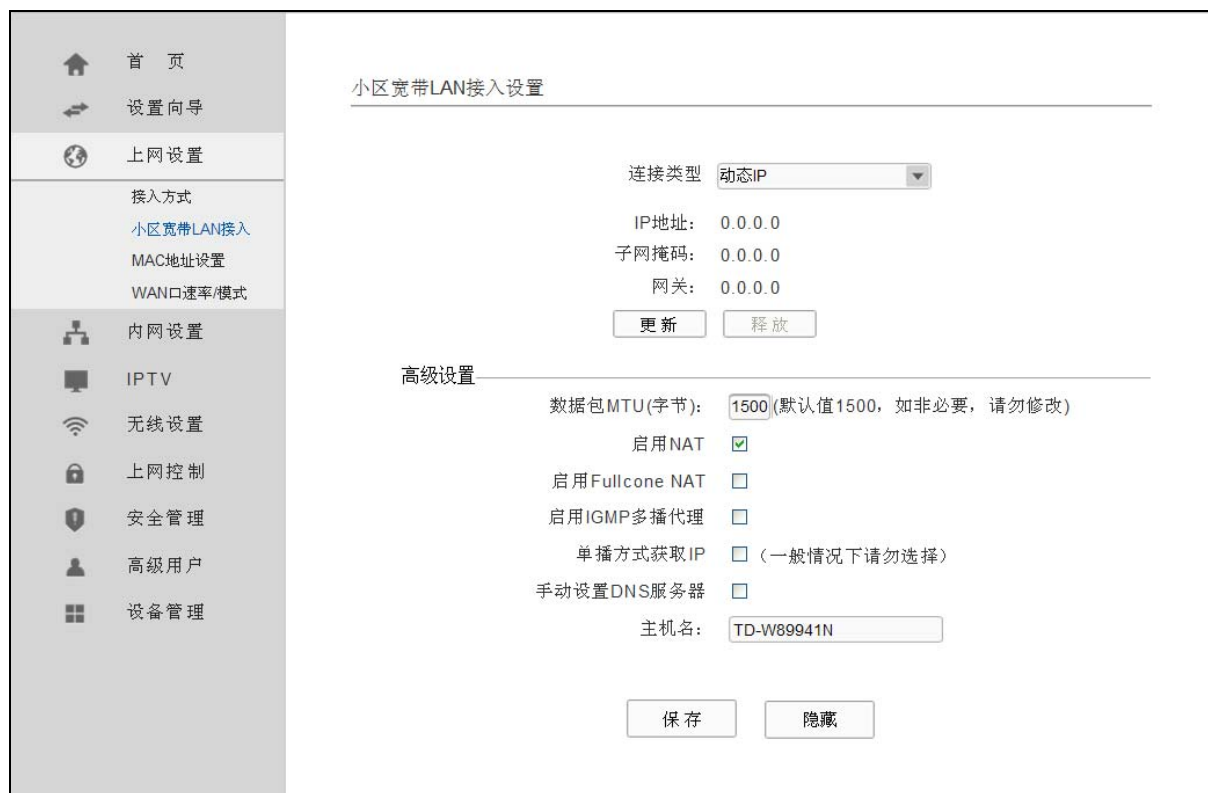 首 页
设置向导
上网设置
接入方式
小区宽带LAN接入
MAC地址设置
WAN口速率/模式
内网设置
IPTV
无线设置
上网控制
安全管理
高级用户
设备管理
小区宽带LAN接入设置
连接类型 动态IP
IP地址： 0.0.0.0
子网掩码： 0.0.0.0
网关： 0.0.0.0
更新 释放
高级设置
数据包MTU(字节)： 1500 (默认值1500，如非必要，请勿修改)
启用NAT
启用Fullcone NAT
启用IGMP多播代理
单播方式获取IP （一般情况下请勿选择）
手动设置DNS服务器
主机名： TD-W89941N
保存 隐藏